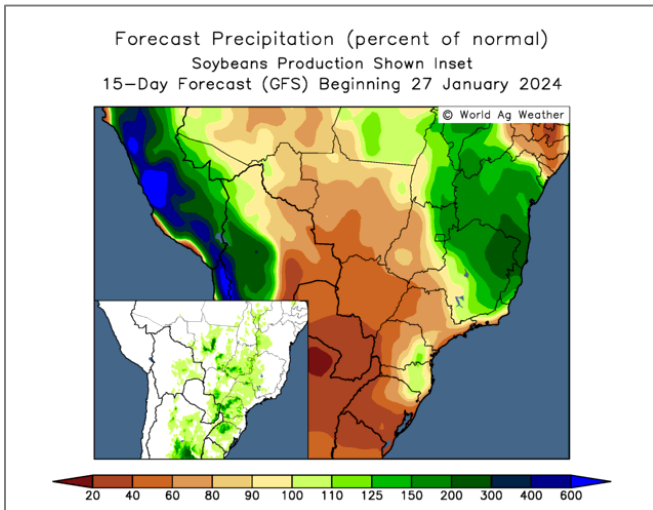 Forecast Precipitation (percent of normal)
Soybeans Production Shown Inset
15-Day Forecast (GFS) Beginning 27 January 2024
© World Ag Weather
20 40 60 80 90 100 110 125 150 200 300 400 600